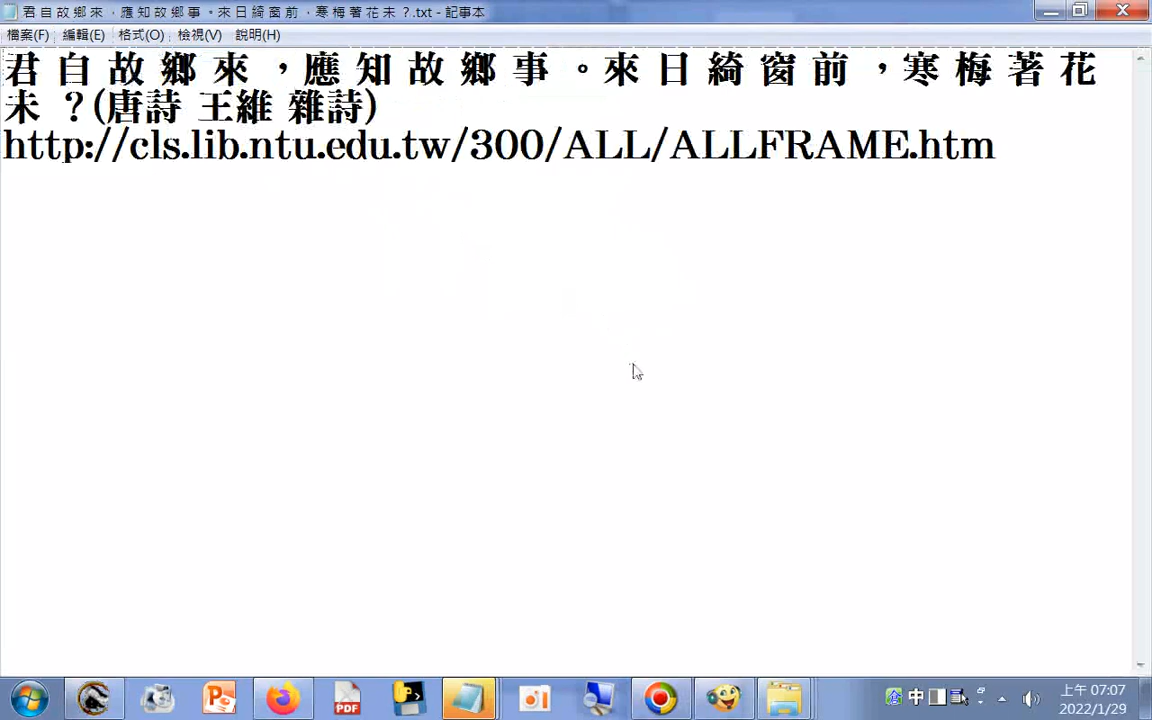 君 自 故 鄉 來 ，應 知 故 鄉 事 。來 日 綺 窗 前 ，寒 梅 著 花 未 ？.txt - 記事本
檔案(F) 編輯(E) 格式(O) 檢視(V) 說明(H)
君 自 故 鄉 來 ，應 知 故 鄉 事 。來 日 綺 窗 前 ，寒 梅 著 花
未 ？(唐詩 王維 雜詩)
http://cls.lib.ntu.edu.tw/300/ALL/ALLFRAME.htm
PDF
中
上午 07:07
2022/1/29